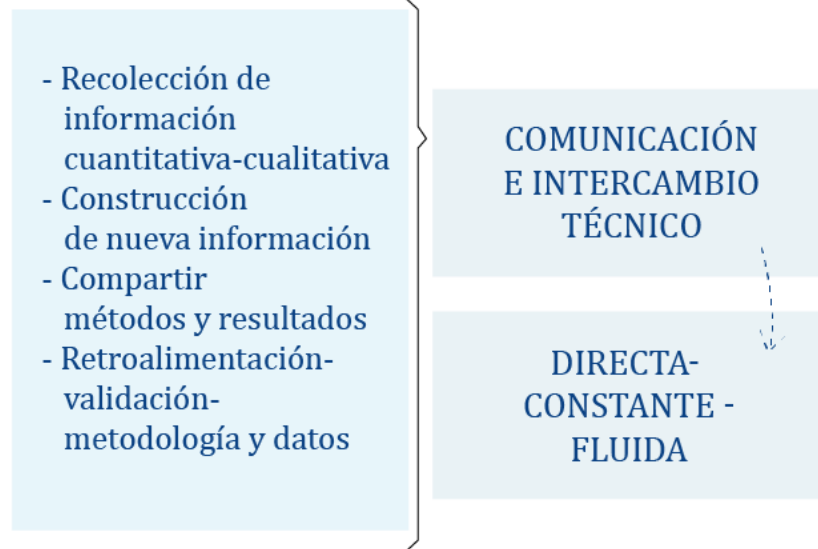 - Recolección de
información
cuantitativa-cualitativa
- Construcción
de nueva información
- Compartir
métodos y resultados
- Retroalimentación-
validación-
metodología y datos
COMUNICACIÓN
E INTERCAMBIO
TÉCNICO
DIRECTA-
CONSTANTE -
FLUIDA